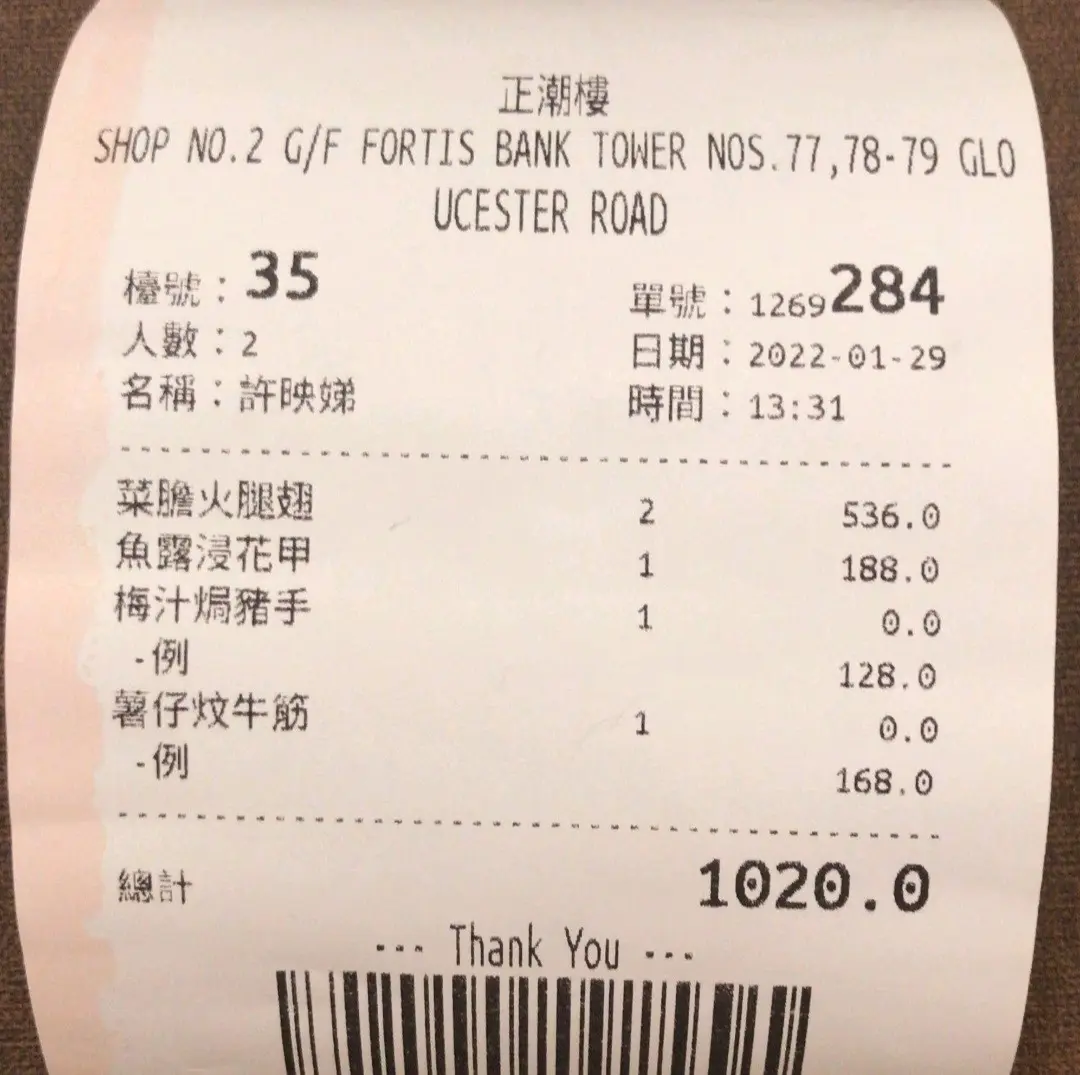 正潮樓
SHOP NO.2 G/F FORTIS BANK TOWER NOS.77,78-79 GLO
UCESTER ROAD
檯號：35 單號：1269284
人數：2 日期：2022-01-29
名稱：許映娣 時間：13:31
菜膽火腿翅 2 536.0
魚露浸花甲 1 188.0
梅汁焗豬手 1 0.0
-例 128.0
薯仔炆牛筋 1 0.0
-例 168.0
總計 1020.0
--- Thank You ---